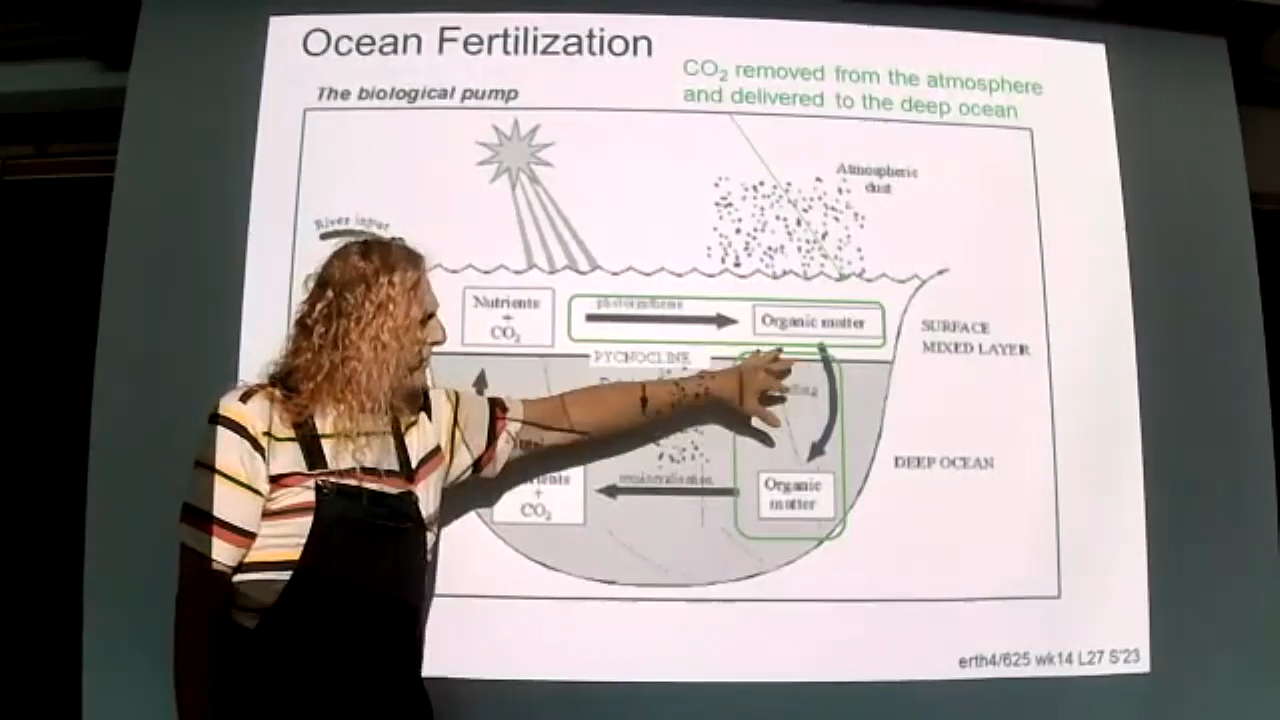 Ocean Fertilization
CO₂ removed from the atmosphere
and delivered to the deep ocean
The biological pump
Atmospheric
dust
River input
Nutrients
+
CO₂
photosynthesis
Organic matter
SURFACE
MIXED LAYER
PYCNOCLINE
DEEP OCEAN
remineralisation
+
CO₂
Organic
matter
erth4/625 wk14 L27 S'23